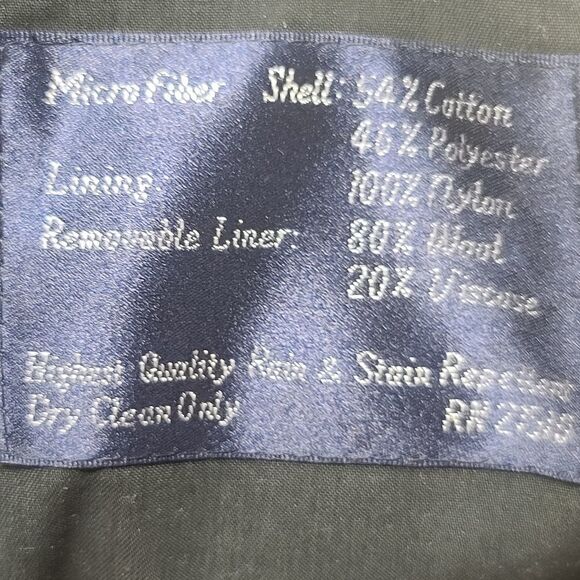 Micro Fiber Shell: 54% Cotton
46% Polyester
Lining: 100% Nylon
Removable Liner: 80% Wool
20% Viscose
Highest Quality Rain & Stain Repellent
Dry Clean Only RN